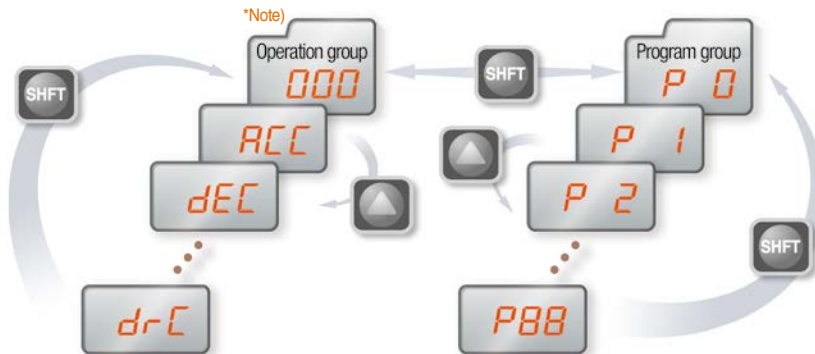 *Note)
Operation group
000
SHFT
ACC
dEC
drC
SHFT
Program group
P 0
P 1
P 2
P88
SHFT